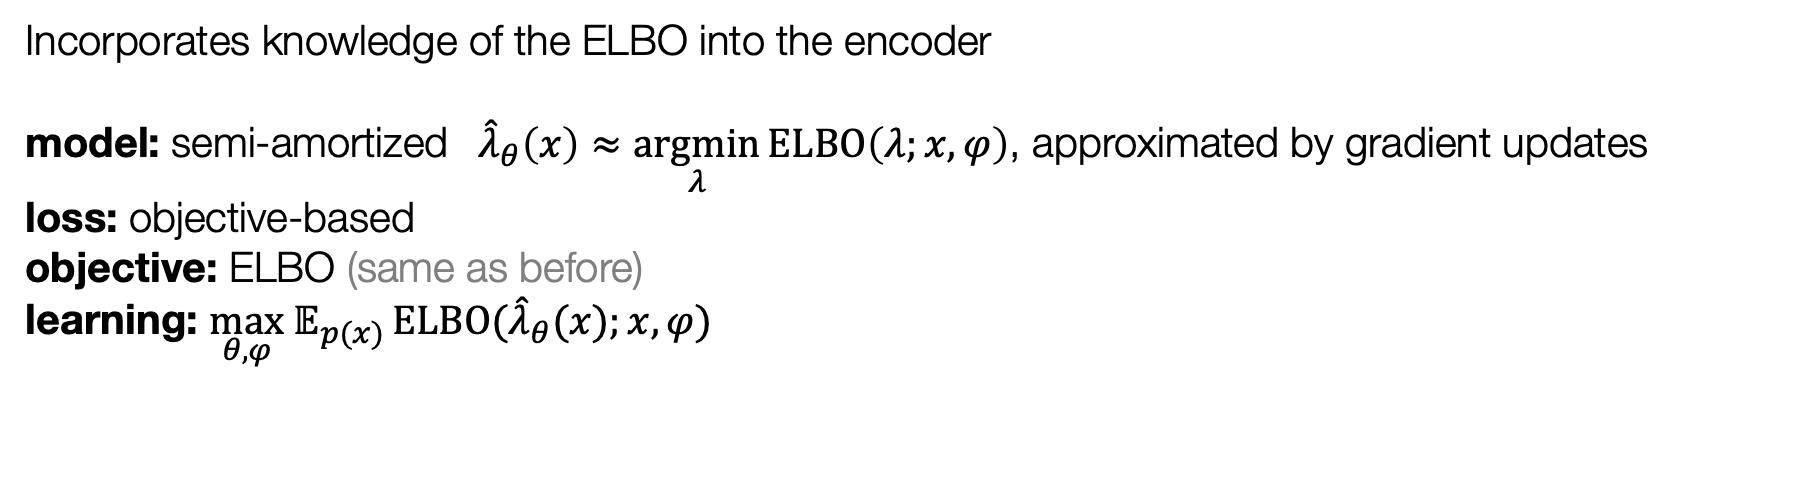 Incorporates knowledge of the ELBO into the encoder
model: semi-amortized λ̂_θ(x) ≈ argmin_λ ELBO(λ; x, φ), approximated by gradient updates
loss: objective-based
objective: ELBO (same as before)
learning: max_{θ,φ} 𝔼_{p(x)} ELBO(λ̂_θ(x); x, φ)